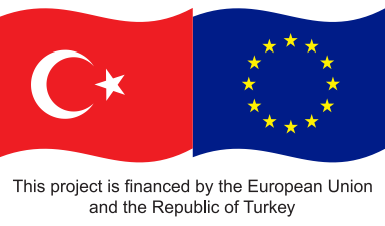 This project is financed by the European Union
and the Republic of Turkey